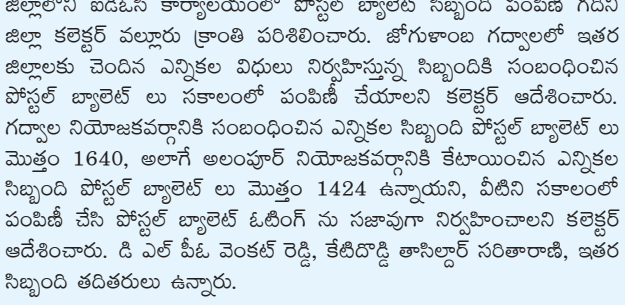 జిల్లాలోని ఐడిఓసి కార్యాలయంలో పోస్టల్ బ్యాలెట్ సిబ్బంది పంపిణీ గదిని
జిల్లా కలెక్టర్ వల్లూరు క్రాంతి పరిశిలించారు. జోగుళాంబ గద్వాలలో ఇతర
జిల్లాలకు చెందిన ఎన్నికల విధులు నిర్వహిస్తున్న సిబ్బందికి సంబంధించిన
పోస్టల్ బ్యాలెట్ లు సకాలంలో పంపిణీ చేయాలని కలెక్టర్ ఆదేశించారు.
గద్వాల నియోజకవర్గానికి సంబంధించిన ఎన్నికల సిబ్బంది పోస్టల్ బ్యాలెట్ లు
మొత్తం 1640, అలాగే అలంపూర్ నియోజకవర్గానికి కేటాయించిన ఎన్నికల
సిబ్బంది పోస్టల్ బ్యాలెట్ లు మొత్తం 1424 ఉన్నాయని, వీటిని సకాలంలో
పంపిణీ చేసి పోస్టల్ బ్యాలెట్ ఓటింగ్ ను సజావుగా నిర్వహించాలని కలెక్టర్
ఆదేశించారు. డి ఎల్ పీఓ వెంకట్ రెడ్డి, కేటిదొడ్డి తాసిల్దార్ సరితారాణి, ఇతర
సిబ్బంది తదితరులు ఉన్నారు.